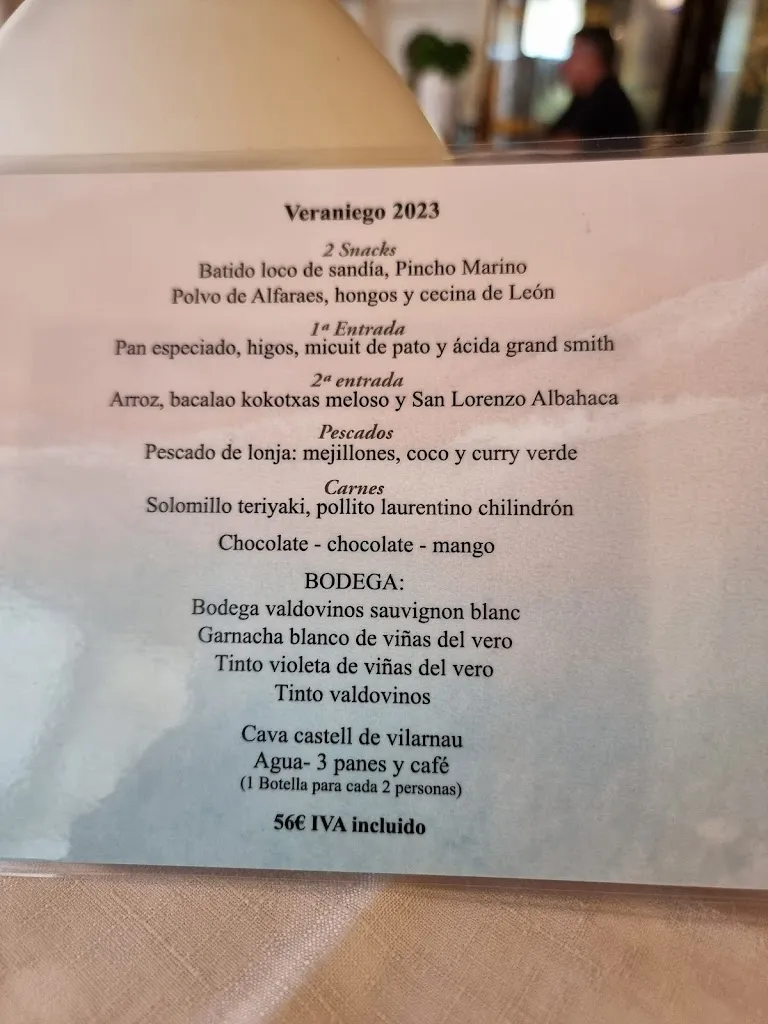 Veraniego 2023
2 Snacks
Batido loco de sandía, Pincho Marino
Polvo de Alfaraes, hongos y cecina de León
1ª Entrada
Pan especiado, higos, micuit de pato y ácida grand smith
2ª entrada
Arroz, bacalao kokotxas meloso y San Lorenzo Albahaca
Pescados
Pescado de lonja: mejillones, coco y curry verde
Carnes
Solomillo teriyaki, pollito laurentino chilindrón
Chocolate - chocolate - mango
BODEGA:
Bodega valdovinos sauvignon blanc
Garnacha blanco de viñas del vero
Tinto violeta de viñas del vero
Tinto valdovinos
Cava castell de vilarnau
Agua- 3 panes y café
(1 Botella para cada 2 personas)
56€ IVA incluido